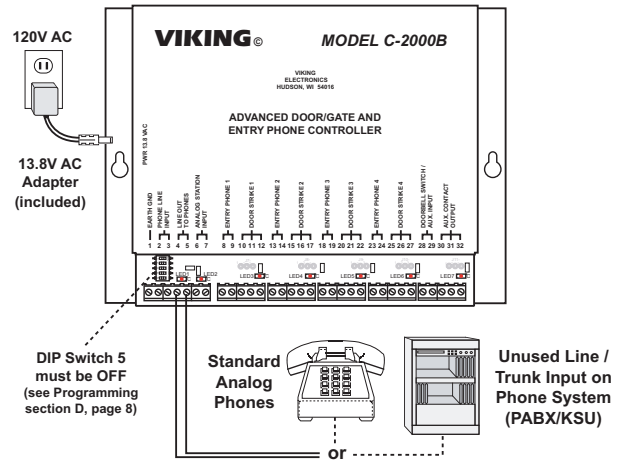 120V AC
VIKING©
MODEL C-2000B
VIKING
ELECTRONICS
HUDSON, WI 54016
ADVANCED DOOR/GATE AND
ENTRY PHONE CONTROLLER
PWR 13.8 VAC
13.8V AC
Adapter
(included)
EARTH GND
PHONE LINE
INPUT
LINE OUT
TO PHONES
ANALOG STATION
INPUT
ENTRY PHONE 1
DOOR STRIKE 1
ENTRY PHONE 2
DOOR STRIKE 2
ENTRY PHONE 3
DOOR STRIKE 3
ENTRY PHONE 4
DOOR STRIKE 4
DOORBELL SWITCH /
AUX. INPUT
AUX. CONTACT
OUTPUT
1 2 3 4 5 6 7 8 9 10 11 12 13 14 15 16 17 18 19 20 21 22 23 24 25 26 27 28 29 30 31 32
LED1 LED2 LED3 LED4 LED5 LED6 LED7
DIP Switch 5
must be OFF
(see Programming
section D, page 8)
Standard
Analog
Phones
or
Unused Line /
Trunk Input on
Phone System
(PABX/KSU)